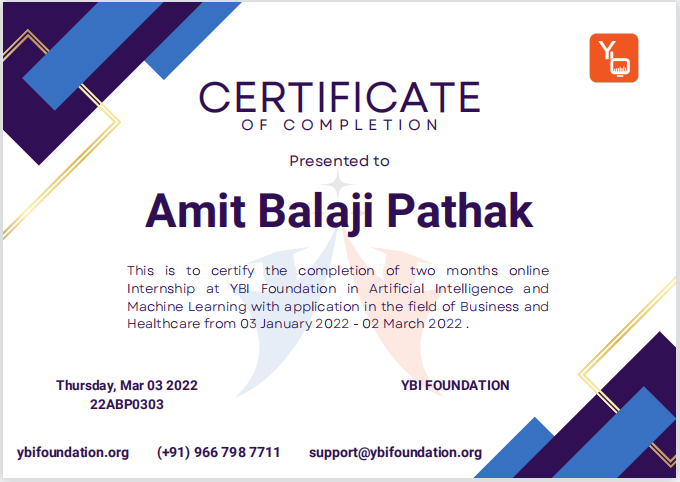 CERTIFICATE
OF COMPLETION
Presented to
Amit Balaji Pathak
This is to certify the completion of two months online
Internship at YBI Foundation in Artificial Intelligence and
Machine Learning with application in the field of Business and
Healthcare from 03 January 2022 - 02 March 2022 .
Thursday, Mar 03 2022
22ABP0303
YBI FOUNDATION
ybifoundation.org (+91) 966 798 7711 support@ybifoundation.org